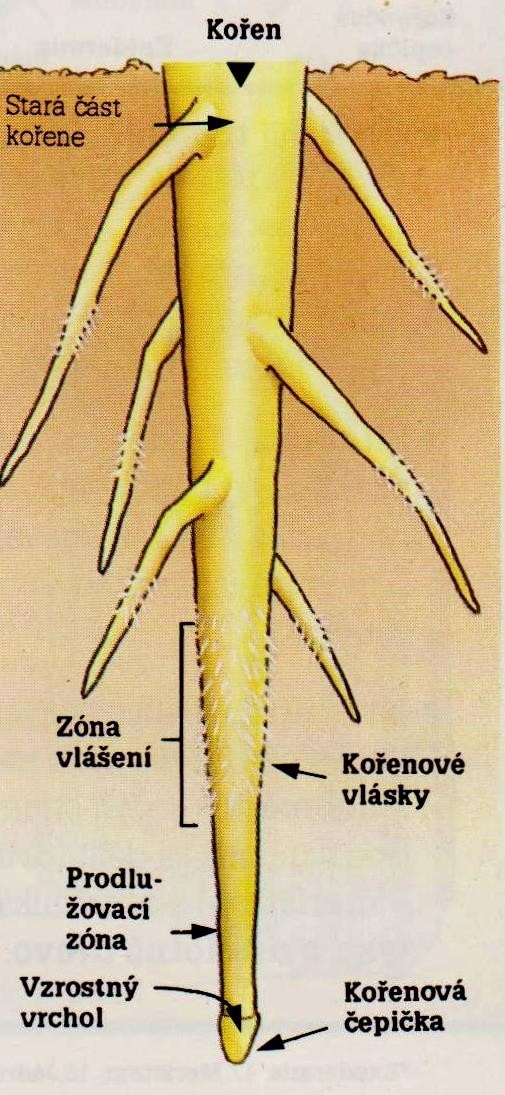 Kořen
Stará část
kořene
Zóna
vlášení
Kořenové
vlásky
Prodlu-
žovací
zóna
Vzrostný
vrchol
Kořenová
čepička